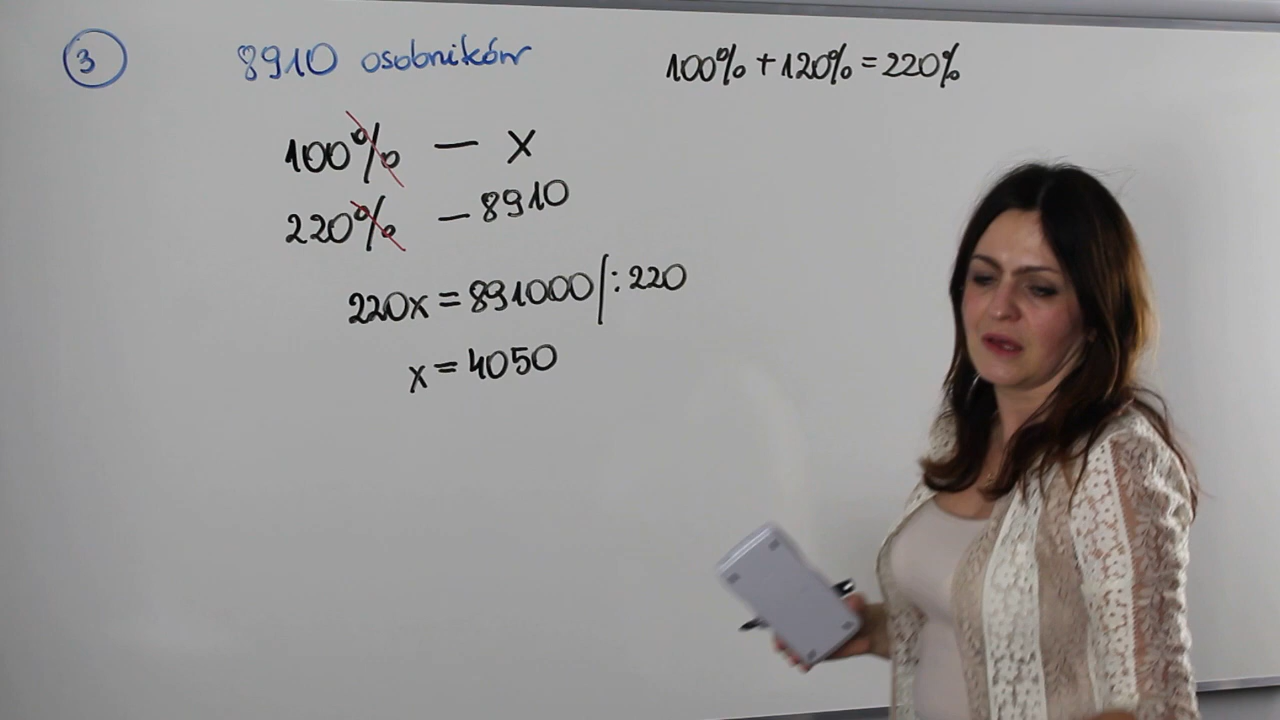 3 8910 osobników 100% + 120% = 220%
100% — x
220% — 8910
220x = 891000 / : 220
x = 4050